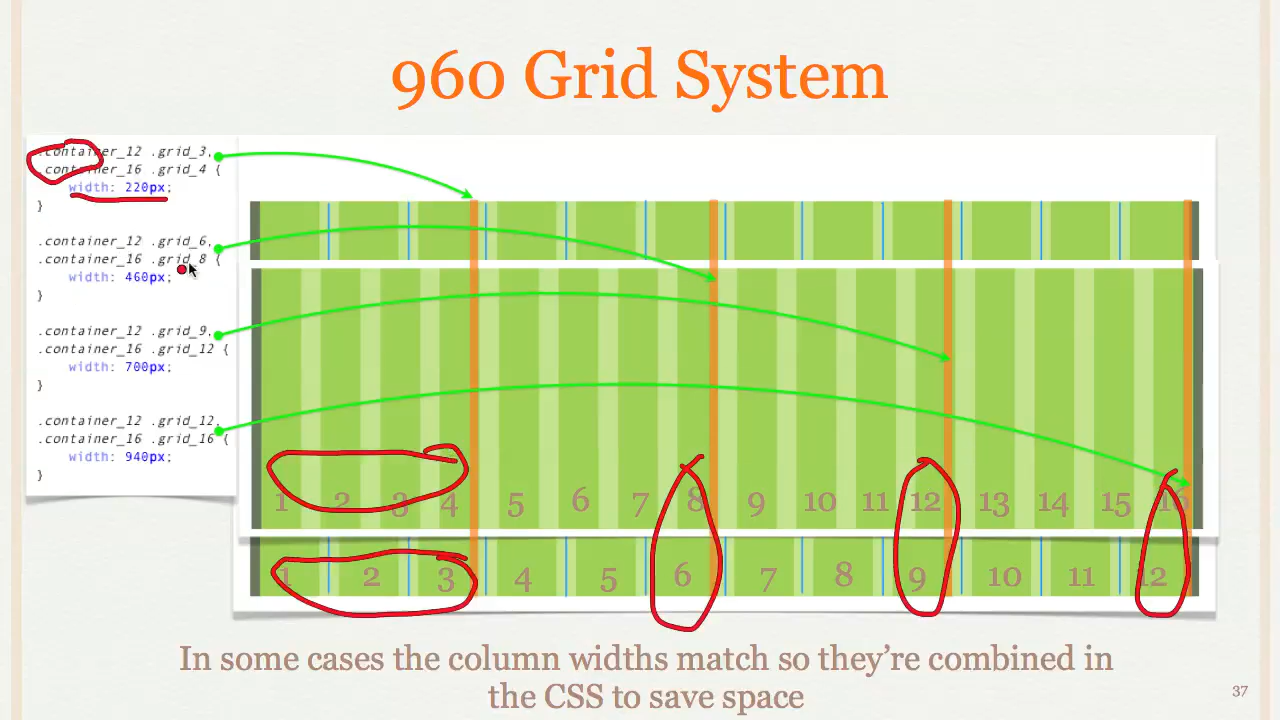 960 Grid System
.container_12 .grid_3,
.container_16 .grid_4 {
width: 220px;
}
.container_12 .grid_6,
.container_16 .grid_8 {
width: 460px;
}
.container_12 .grid_9,
.container_16 .grid_12 {
width: 700px;
}
.container_12 .grid_12,
.container_16 .grid_16 {
width: 940px;
}
1 2 3 4 5 6 7 8 9 10 11 12 13 14 15 16
1 2 3 4 5 6 7 8 9 10 11 12
In some cases the column widths match so they're combined in
the CSS to save space
37